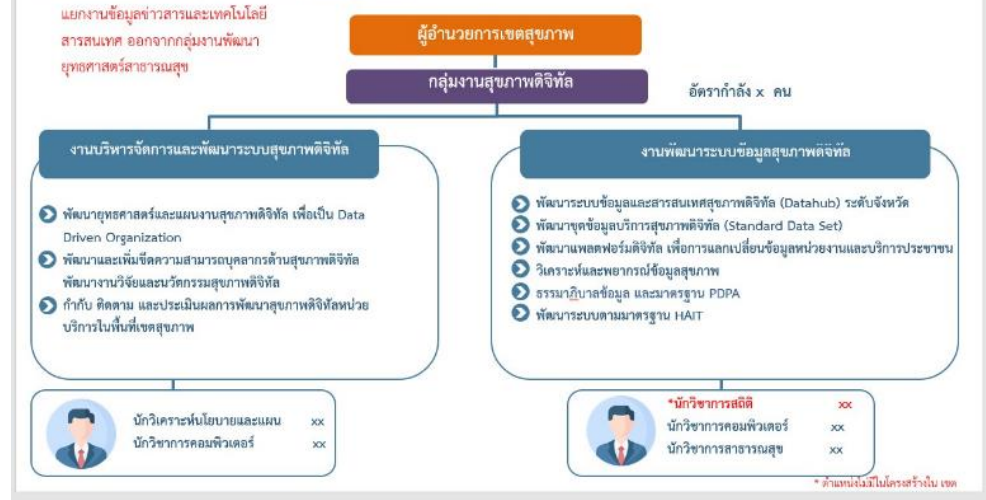 แยกงานข้อมูลข่าวสารและเทคโนโลยี
สารสนเทศ ออกจากกลุ่มงานพัฒนา
ยุทธศาสตร์สาธารณสุข
ผู้อำนวยการเขตสุขภาพ
กลุ่มงานสุขภาพดิจิทัล
อัตรากำลัง x คน
งานบริหารจัดการและพัฒนาระบบสุขภาพดิจิทัล
พัฒนายุทธศาสตร์และแผนงานสุขภาพดิจิทัล เพื่อเป็น Data
Driven Organization
พัฒนาและเพิ่มขีดความสามารถบุคลากรด้านสุขภาพดิจิทัล
พัฒนางานวิจัยและนวัตกรรมสุขภาพดิจิทัล
กำกับ ติดตาม และประเมินผลการพัฒนาสุขภาพดิจิทัลหน่วย
บริการในพื้นที่เขตสุขภาพ
นักวิเคราะห์นโยบายและแผน xx
นักวิชาการคอมพิวเตอร์ xx
งานพัฒนาระบบข้อมูลสุขภาพดิจิทัล
พัฒนาระบบข้อมูลและสารสนเทศสุขภาพดิจิทัล (Datahub) ระดับจังหวัด
พัฒนาชุดข้อมูลบริการสุขภาพดิจิทัล (Standard Data Set)
พัฒนาแพลตฟอร์มดิจิทัล เพื่อการแลกเปลี่ยนข้อมูลหน่วยงานและบริการประชาชน
วิเคราะห์และพยากรณ์ข้อมูลสุขภาพ
ธรรมาภิบาลข้อมูล และมาตรฐาน PDPA
พัฒนาระบบตามมาตรฐาน HAIT
*นักวิชาการสถิติ xx
นักวิชาการคอมพิวเตอร์ xx
นักวิชาการสาธารณสุข xx
* ตำแหน่งไม่มีในโครงสร้างใน เขต